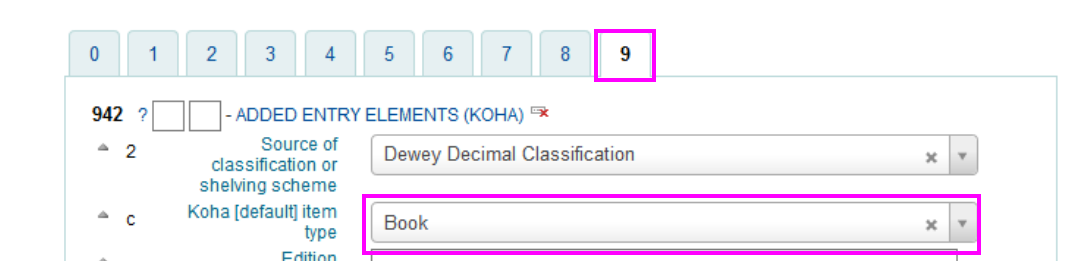 0 1 2 3 4 5 6 7 8 9
942 ? - ADDED ENTRY ELEMENTS (KOHA)
2 Source of classification or shelving scheme Dewey Decimal Classification
c Koha [default] item type Book
Edition